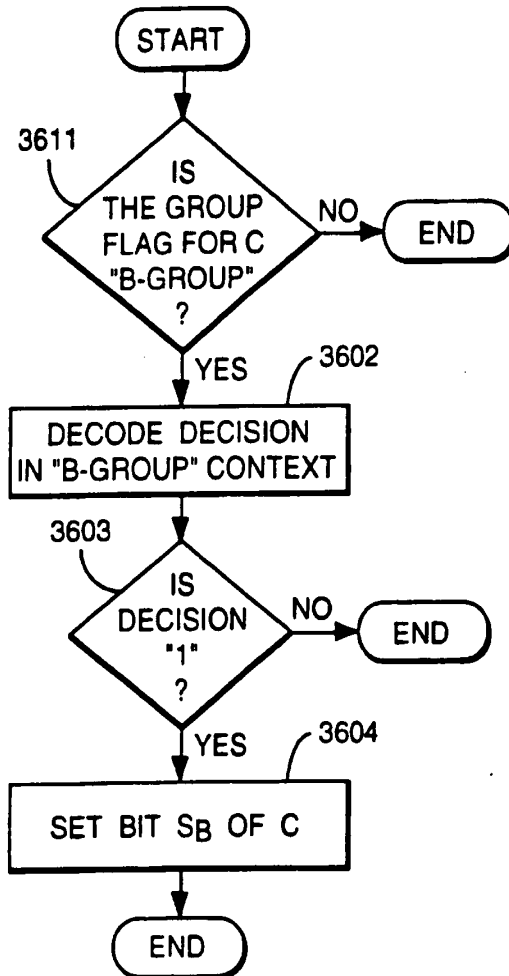 START
3611
IS
THE GROUP
FLAG FOR C
"B-GROUP"
?
NO
END
YES
3602
DECODE DECISION
IN "B-GROUP" CONTEXT
3603
IS
DECISION
"1"
?
NO
END
YES
3604
SET BIT SB OF C
END